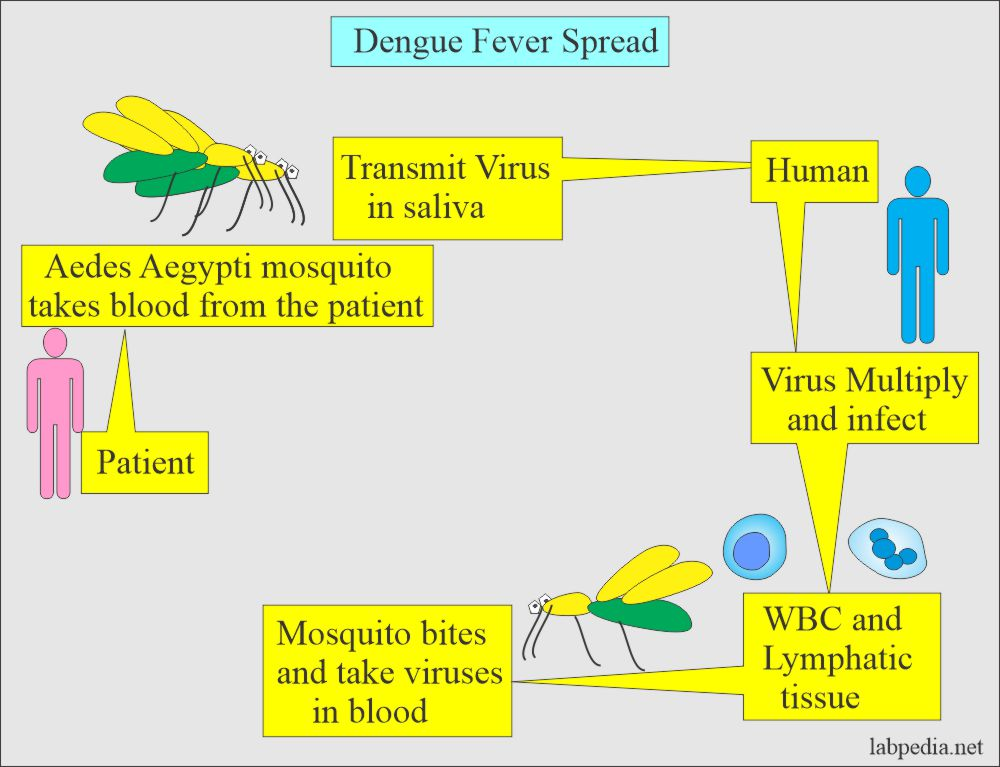 Dengue Fever Spread
Transmit Virus
in saliva
Human
Aedes Aegypti mosquito
takes blood from the patient
Patient
Virus Multiply
and infect
WBC and
Lymphatic
tissue
Mosquito bites
and take viruses
in blood
labpedia.net